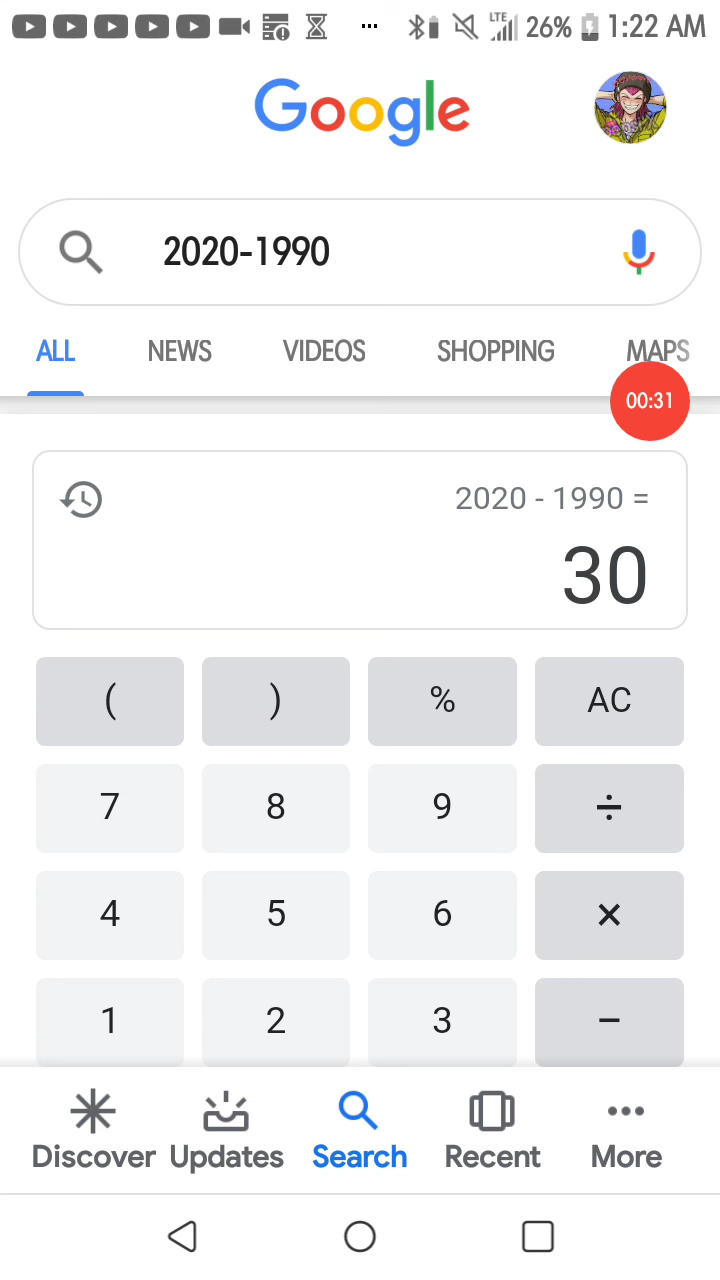 LTE 26% 1:22 AM
Google
2020-1990
ALL NEWS VIDEOS SHOPPING MAPS
00:31
2020 - 1990 =
30
( ) % AC
7 8 9 ÷
4 5 6 ×
1 2 3 −
Discover Updates Search Recent More